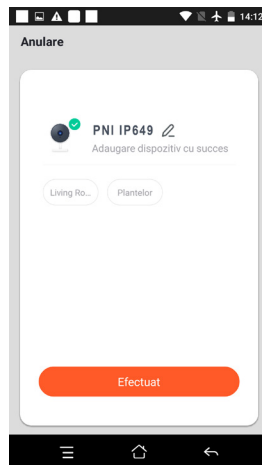 14:12
Anulare
PNI IP649
Adaugare dispozitiv cu succes
Living Ro...
Plantelor
Efectuat